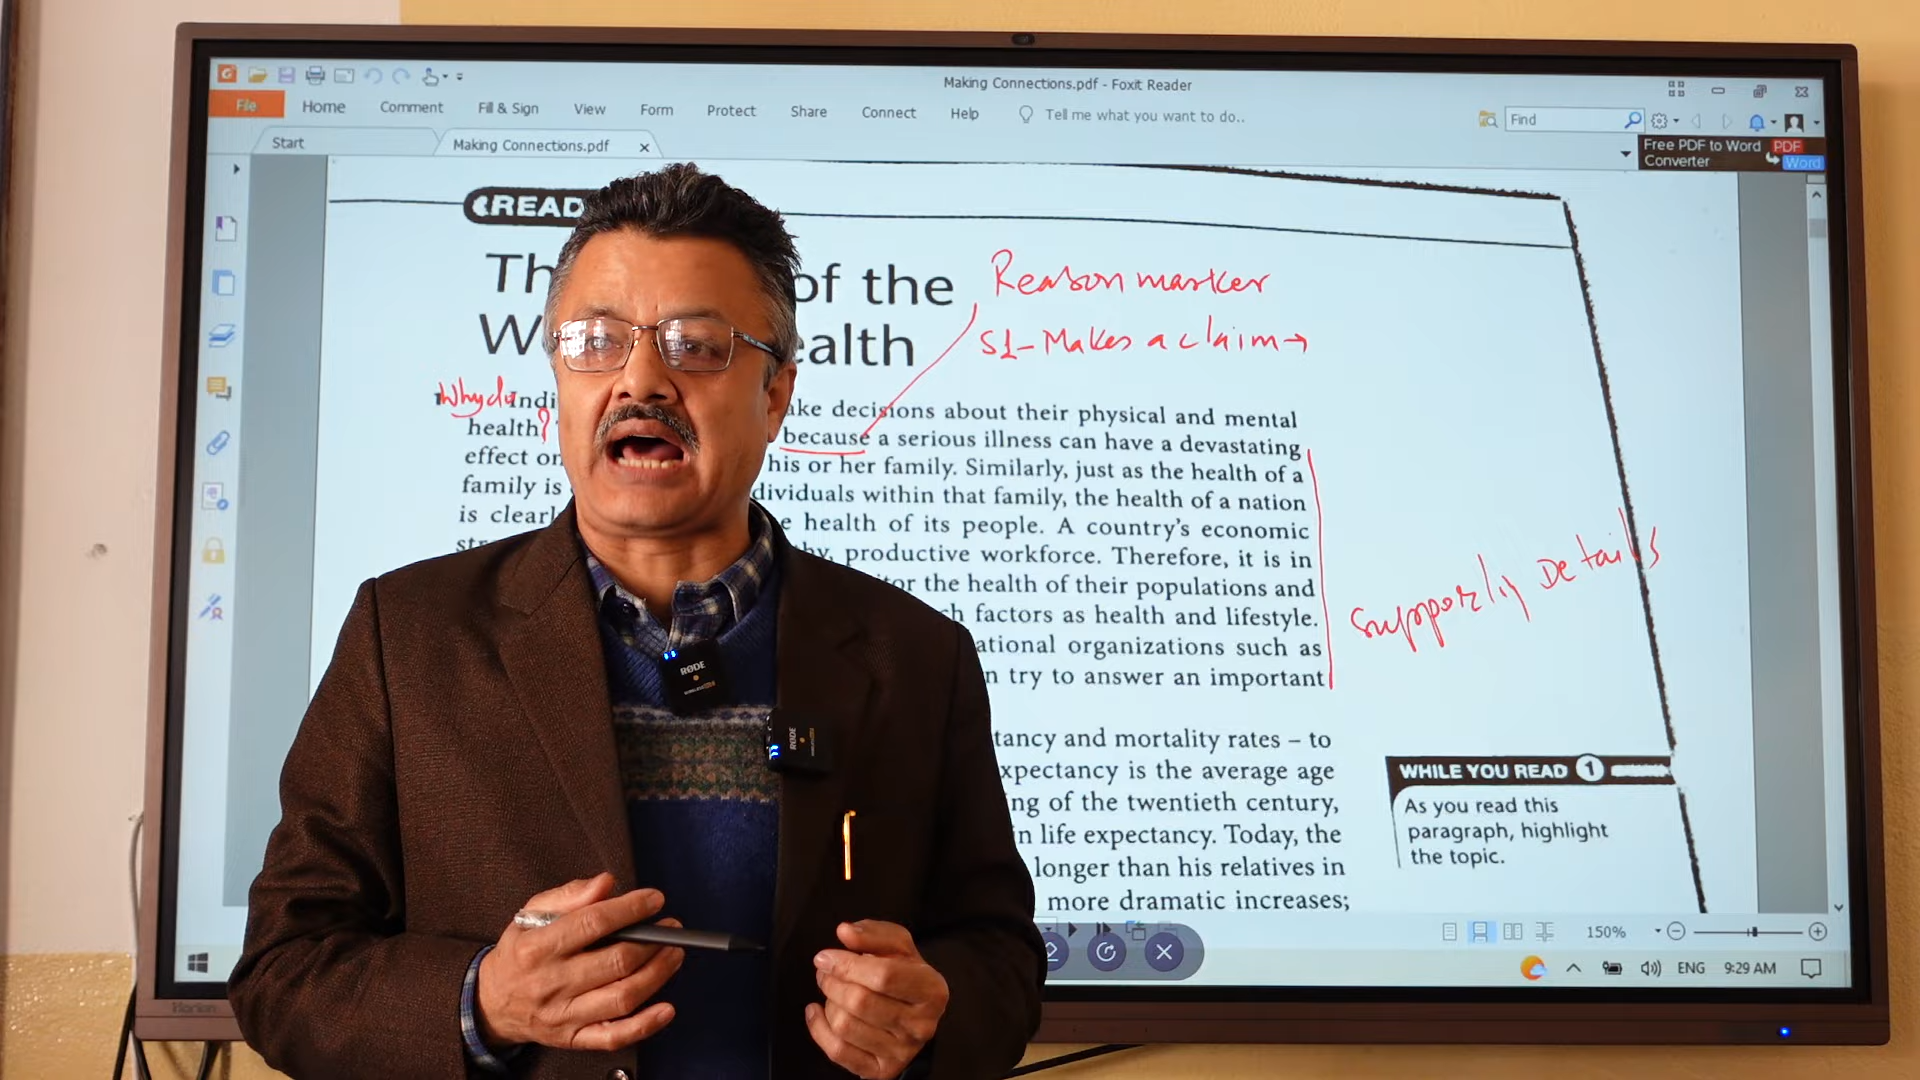 Making Connections.pdf - Foxit Reader
File Home Comment Fill & Sign View Form Protect Share Connect Help Tell me what you want to do.. Find
Start Making Connections.pdf
Free PDF to Word PDF
Converter Word
READ
of the
ealth
Reason marker
S1-Makes a claim→
Why do Indi ake decisions about their physical and mental
health? because a serious illness can have a devastating
effect on his or her family. Similarly, just as the health of a
family is dividuals within that family, the health of a nation
is clearl e health of its people. A country's economic
productive workforce. Therefore, it is in
or the health of their populations and
h factors as health and lifestyle.
ational organizations such as
n try to answer an important
Details
tancy and mortality rates – to
xpectancy is the average age
ing of the twentieth century,
in life expectancy. Today, the
longer than his relatives in
more dramatic increases;
WHILE YOU READ 1
As you read this
paragraph, highlight
the topic.
RØDE
RØDE
150%
ENG 9:29 AM